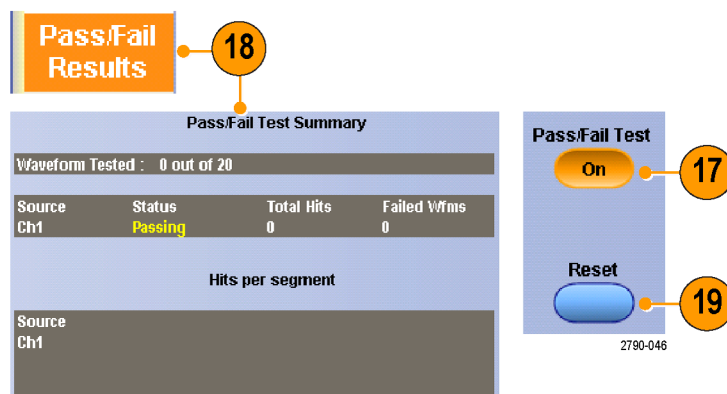 Pass/Fail
Results
18
Pass/Fail Test Summary
Waveform Tested : 0 out of 20
Source Status Total Hits Failed Wfms
Ch1 Passing 0 0
Hits per segment
Source
Ch1
Pass/Fail Test
On
17
Reset
19
2790-046